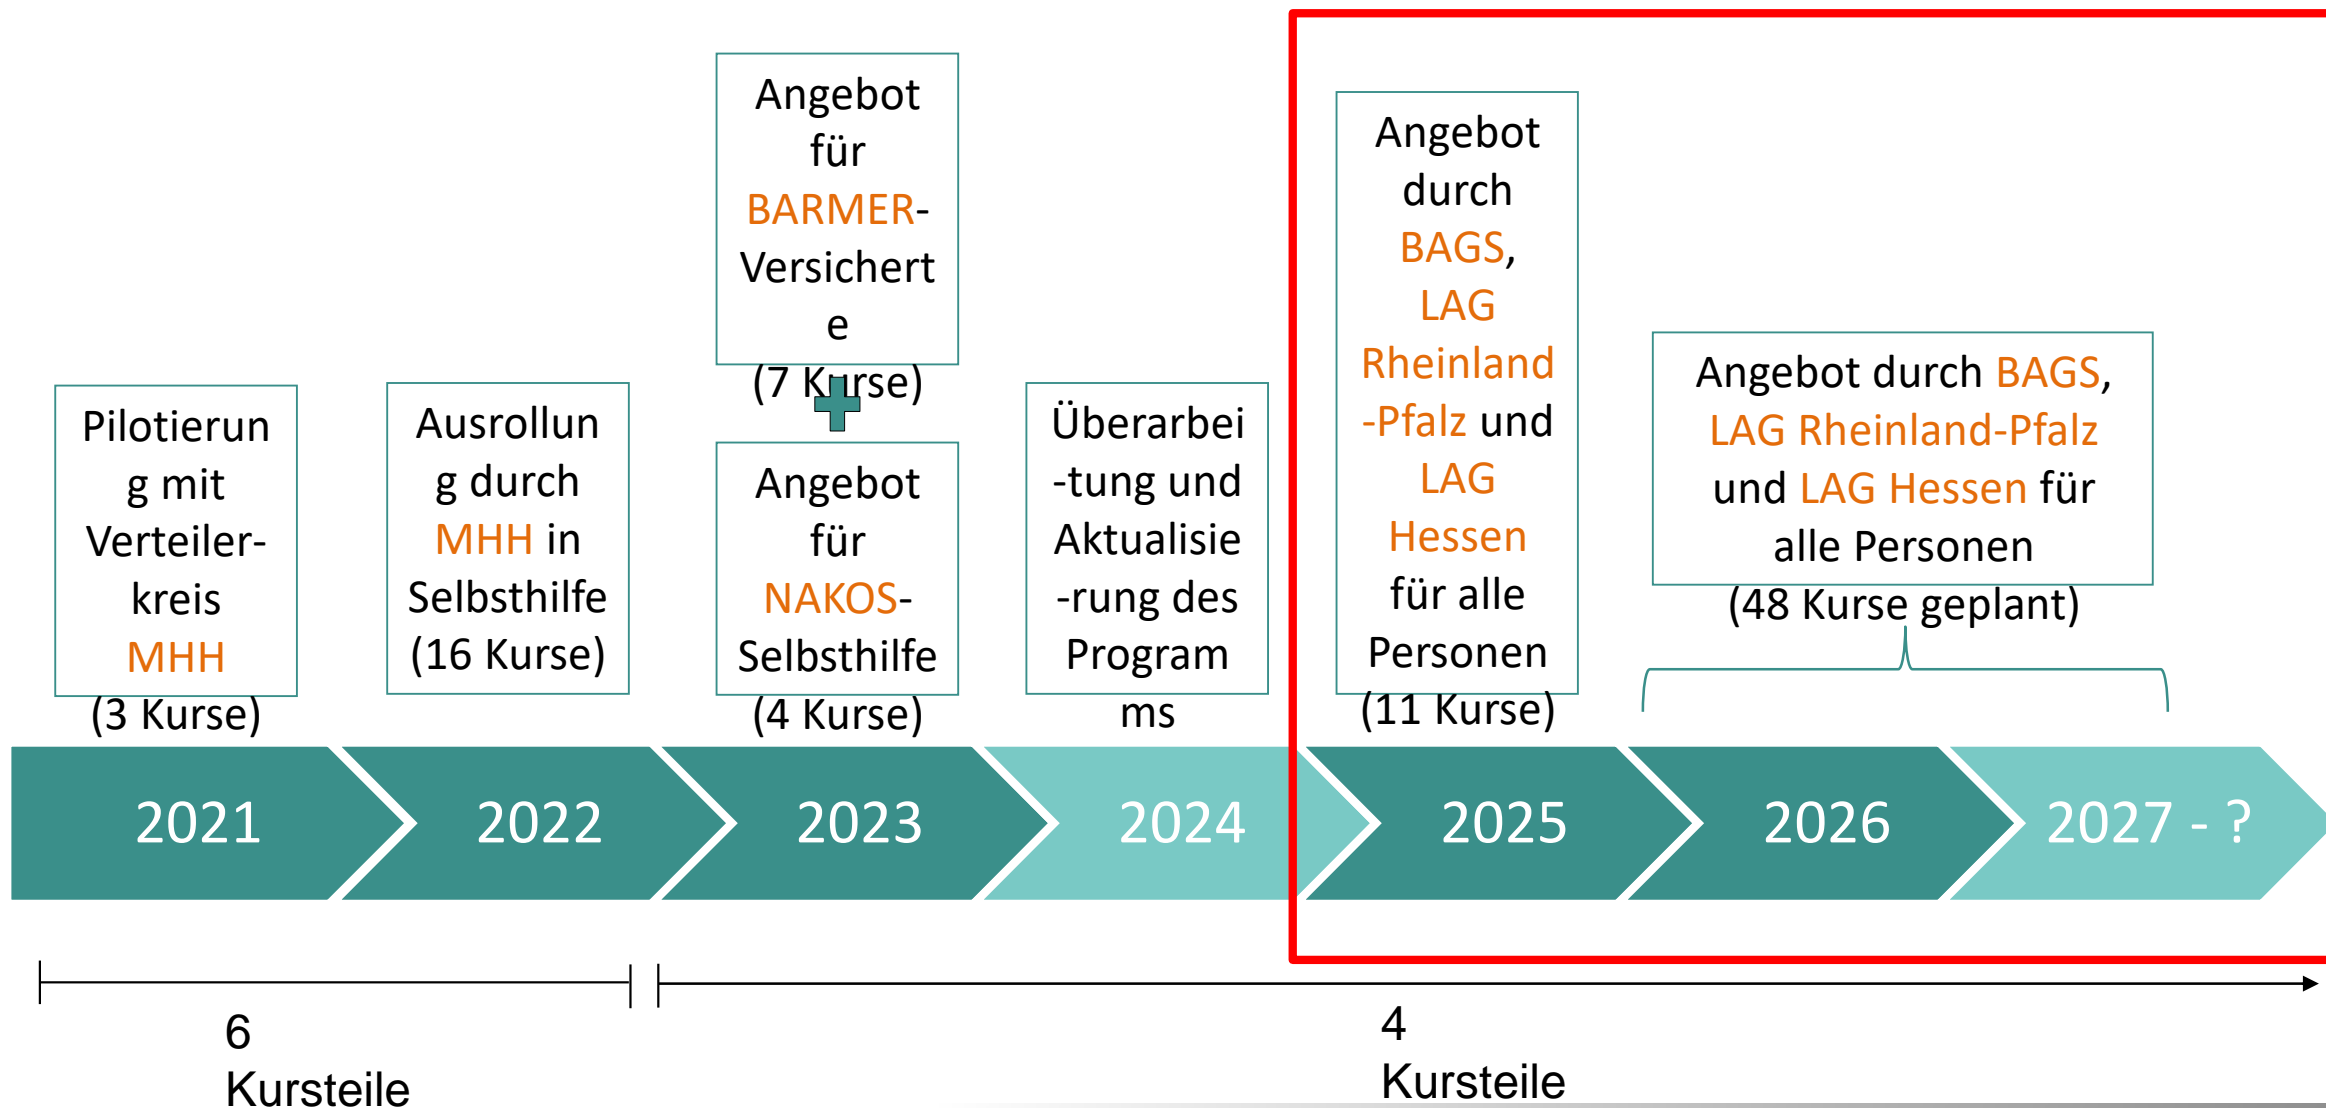 Pilotierun
g mit
Verteiler-
kreis
MHH
(3 Kurse)
Ausrollun
g durch
MHH in
Selbsthilfe
(16 Kurse)
Angebot
für
BARMER-
Versichert
e
(7 Kurse)
Angebot
für
NAKOS-
Selbsthilfe
(4 Kurse)
Überarbei
-tung und
Aktualisie
-rung des
Program
ms
Angebot
durch
BAGS,
LAG
Rheinland
-Pfalz und
LAG
Hessen
für alle
Personen
(11 Kurse)
Angebot durch BAGS,
LAG Rheinland-Pfalz
und LAG Hessen für
alle Personen
(48 Kurse geplant)
2021
2022
2023
2024
2025
2026
2027 - ?
6
Kursteile
4
Kursteile